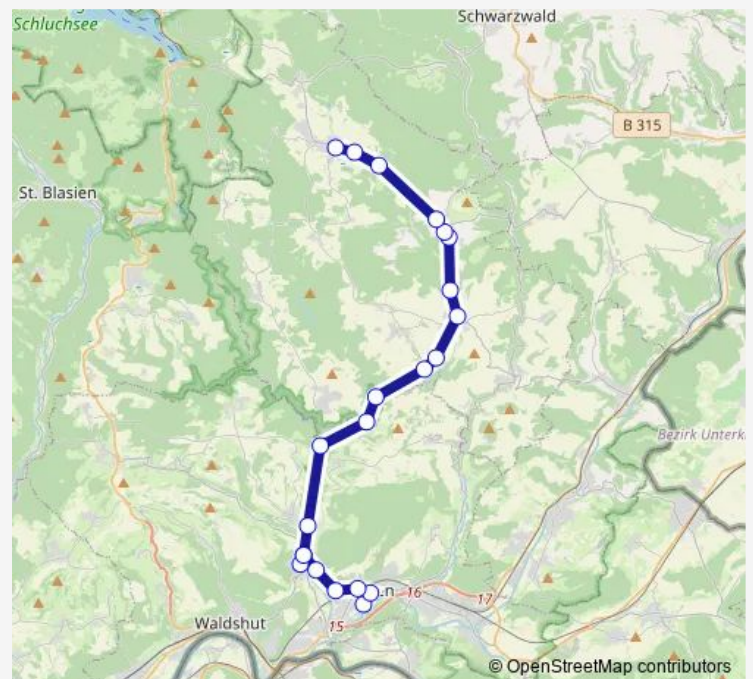 Schluchsee
Schwarzwald
B 315
St. Blasien
Bezirk Unterk
Waldshut
n
16
17
15
© OpenStreetMap contributors